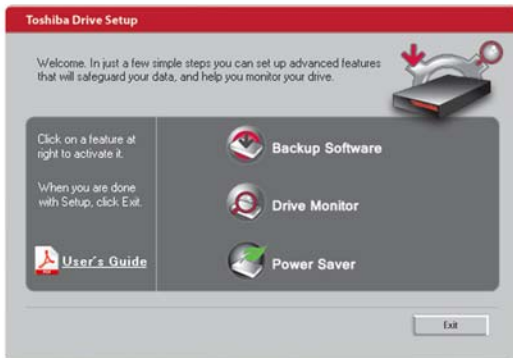 Toshiba Drive Setup
Welcome. In just a few simple steps you can set up advanced features
that will safeguard your data, and help you monitor your drive.
Click on a feature at
right to activate it.
When you are done
with Setup, click Exit.
User's Guide
Backup Software
Drive Monitor
Power Saver
Exit